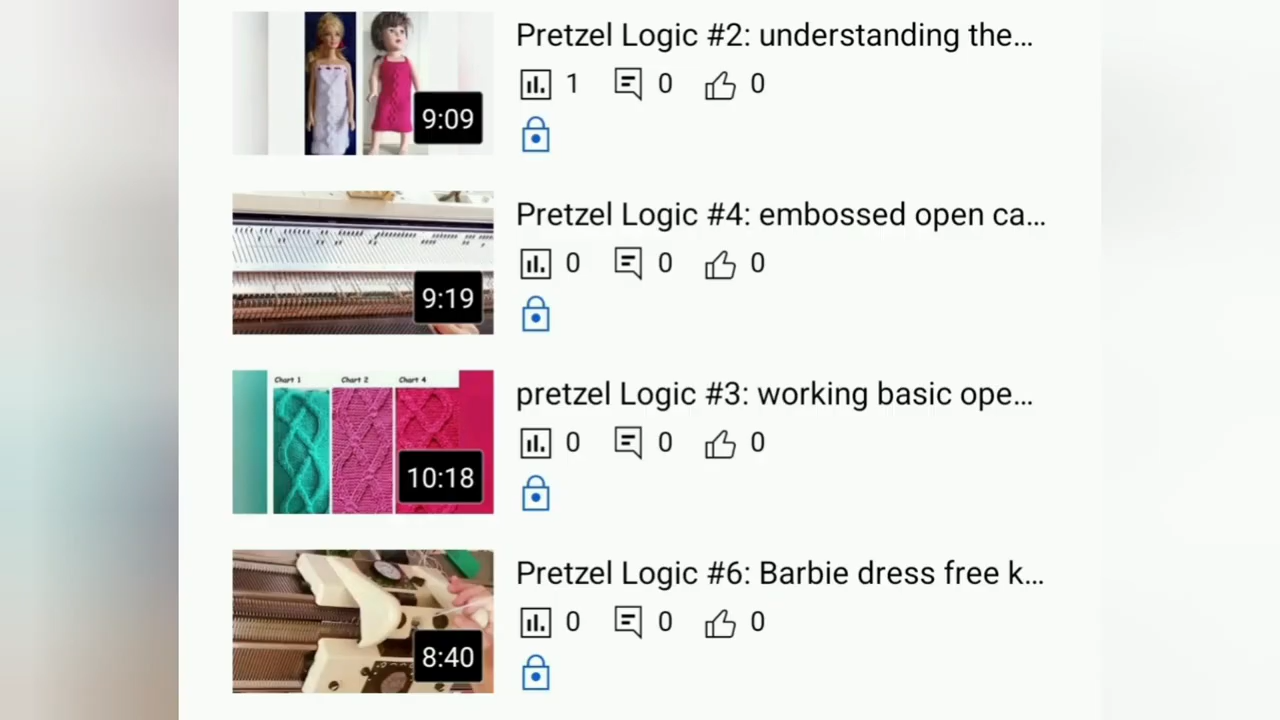 Pretzel Logic #2: understanding the...
1 0 0
9:09
Pretzel Logic #4: embossed open ca...
0 0 0
9:19
Chart 1 Chart 2 Chart 4
pretzel Logic #3: working basic ope...
0 0 0
10:18
Pretzel Logic #6: Barbie dress free k...
0 0 0
8:40